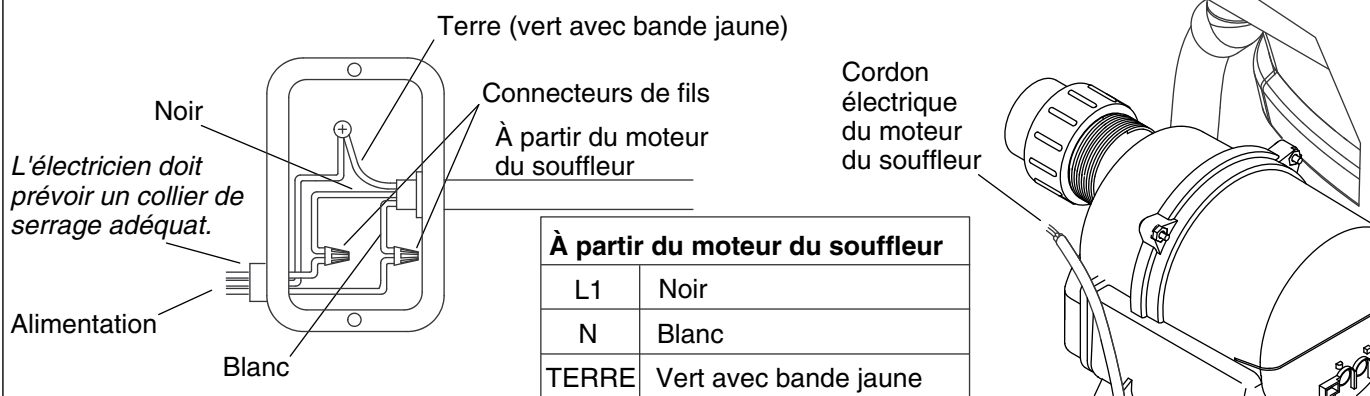 Terre (vert avec bande jaune)
Noir
Connecteurs de fils
À partir du moteur
du souffleur
L'électricien doit
prévoir un collier de
serrage adéquat.
Alimentation
Blanc
Cordon
électrique
du moteur
du souffleur
À partir du moteur du souffleur
L1 Noir
N Blanc
TERRE Vert avec bande jaune